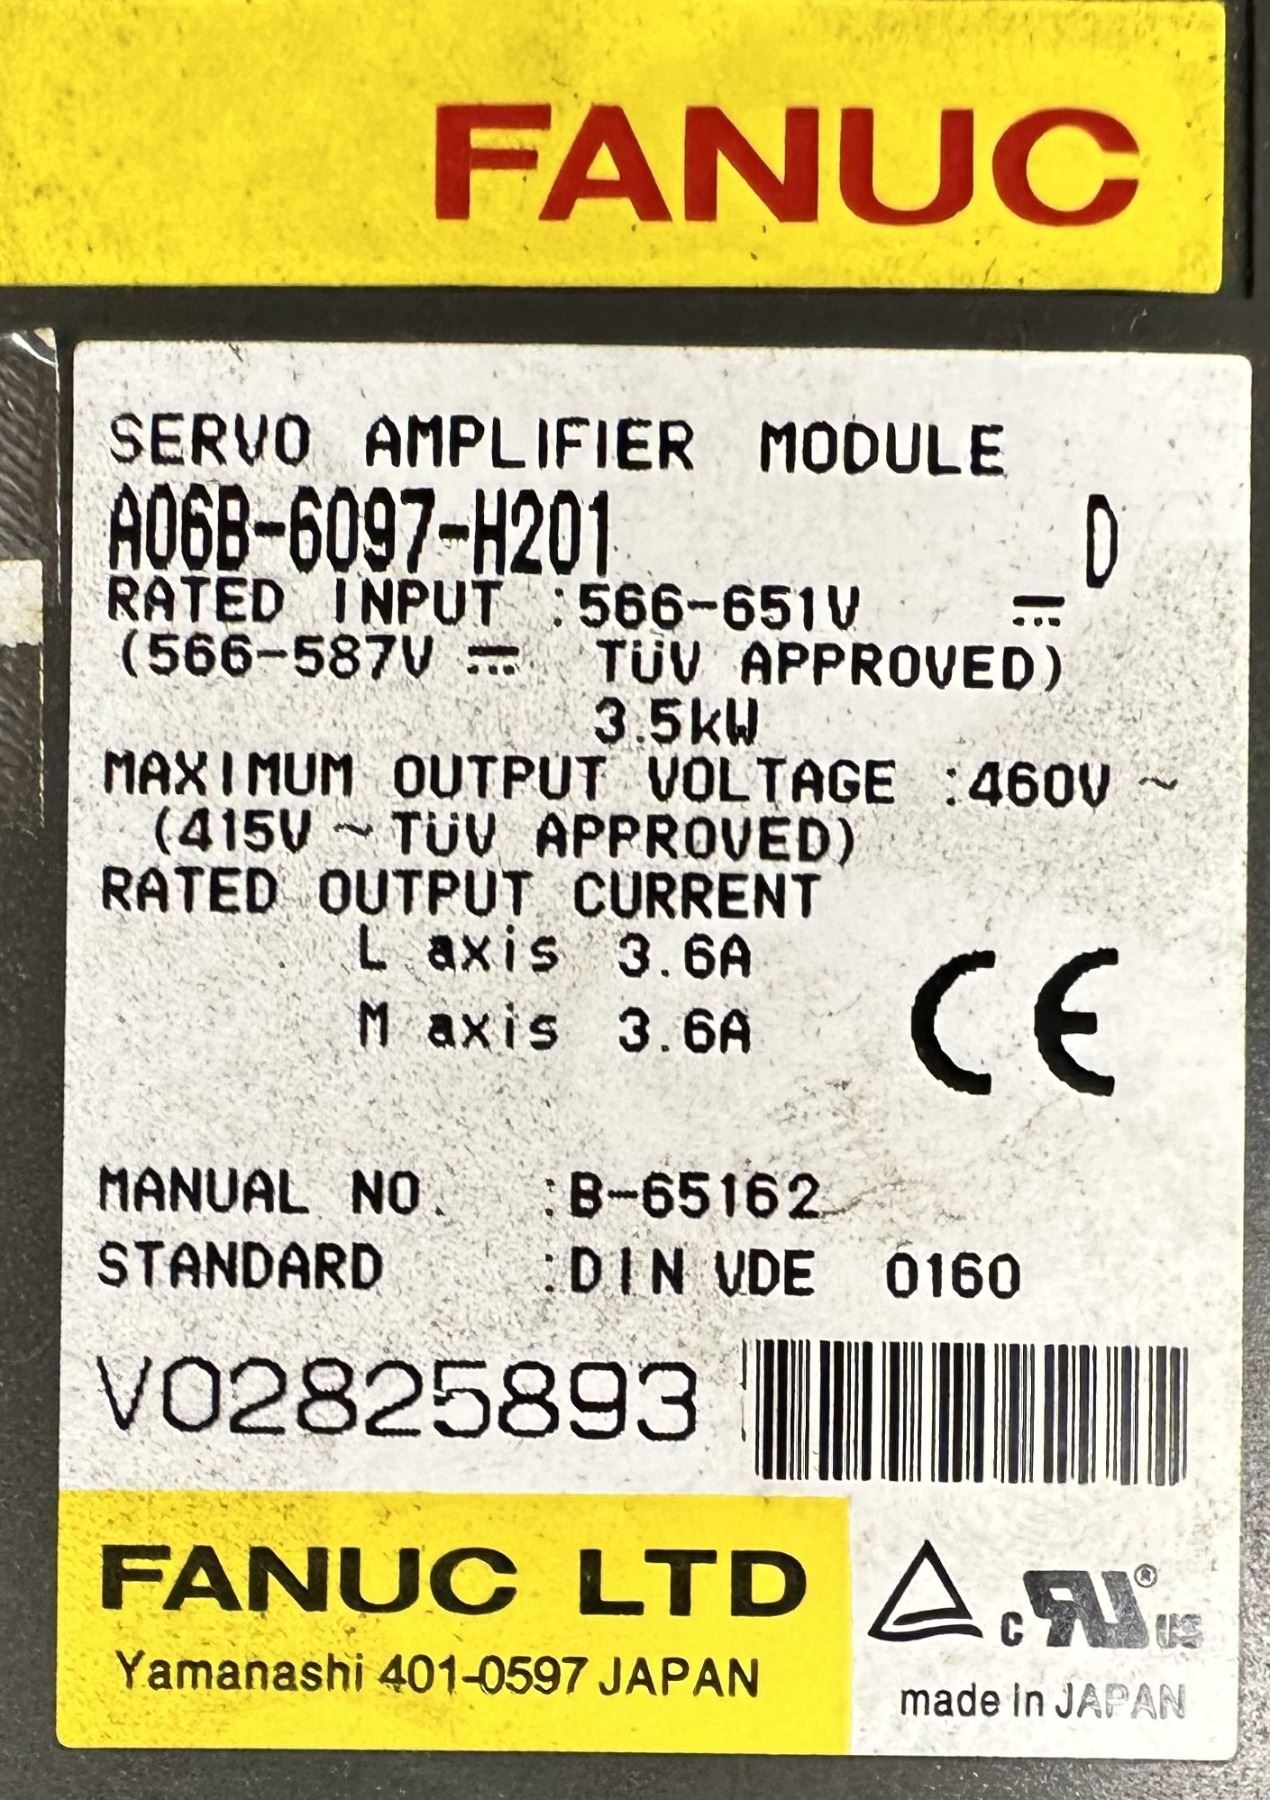 FANUC
SERVO AMPLIFIER MODULE
A06B-6097-H201 D
RATED INPUT :566-651V ⎓
(566-587V ⎓ TÜV APPROVED)
3.5kW
MAXIMUM OUTPUT VOLTAGE :460V ~
(415V ~ TÜV APPROVED)
RATED OUTPUT CURRENT
L axis 3.6A
M axis 3.6A
CE
MANUAL NO. :B-65162
STANDARD :DIN VDE 0160
V02825893
FANUC LTD
Yamanashi 401-0597 JAPAN
c RU ® US
made in JAPAN